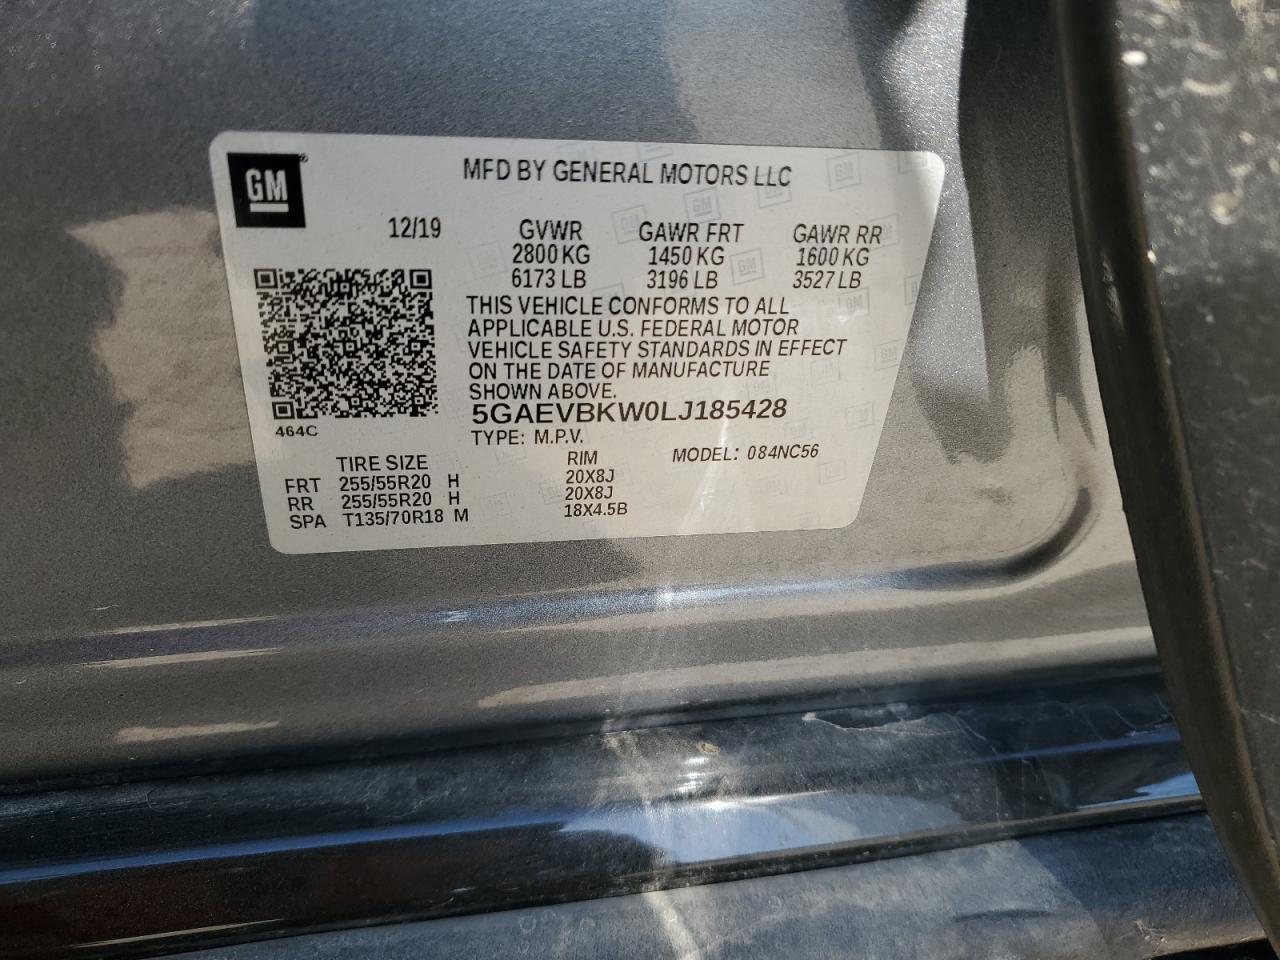 GM
MFD BY GENERAL MOTORS LLC
12/19 GVWR GAWR FRT GAWR RR
2800 KG 1450 KG 1600 KG
6173 LB 3196 LB 3527 LB
THIS VEHICLE CONFORMS TO ALL
APPLICABLE U.S. FEDERAL MOTOR
VEHICLE SAFETY STANDARDS IN EFFECT
ON THE DATE OF MANUFACTURE
SHOWN ABOVE.
464C
5GAEVBKW0LJ185428
TYPE: M.P.V.
MODEL: 084NC56
TIRE SIZE RIM
FRT 255/55R20 H 20X8J
RR 255/55R20 H 20X8J
SPA T135/70R18 M 18X4.5B